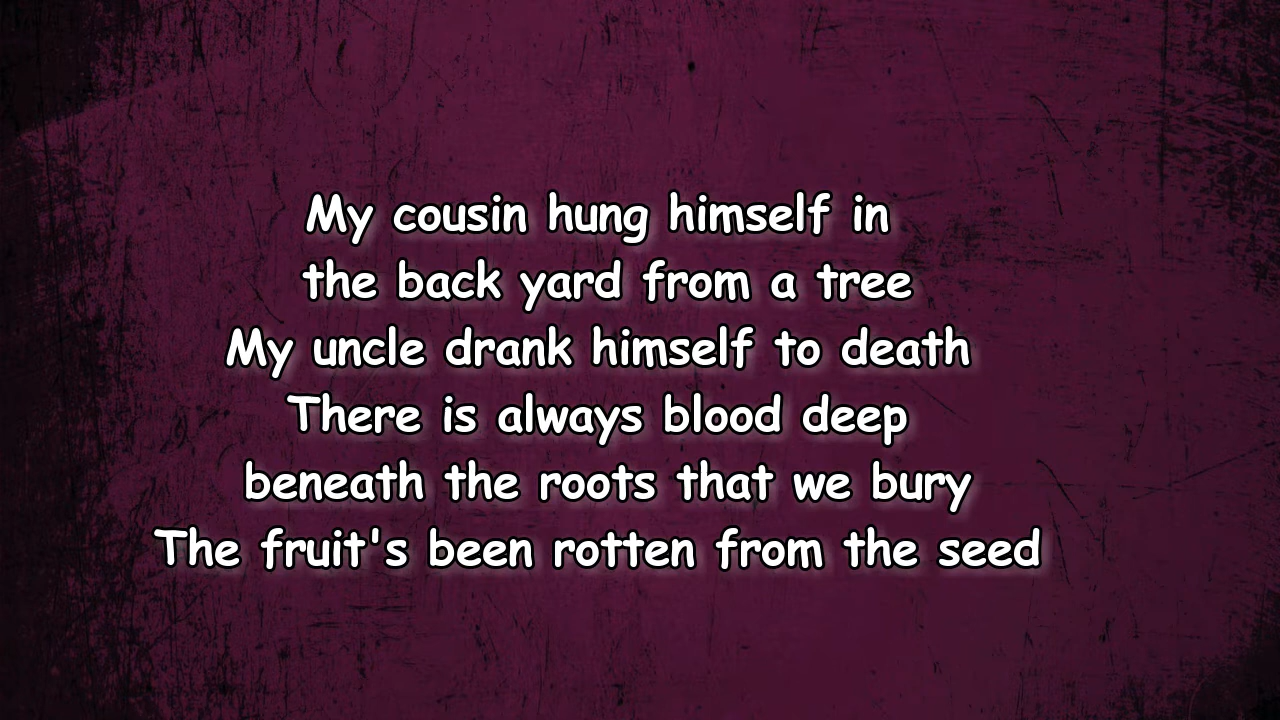 My cousin hung himself in
the back yard from a tree
My uncle drank himself to death
There is always blood deep
beneath the roots that we bury
The fruit's been rotten from the seed